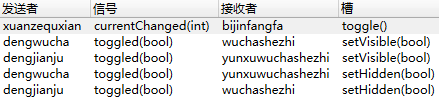 发送者 信号 接收者 槽
xuanzequxian currentChanged(int) bijinfangfa toggle()
dengwucha toggled(bool) wuchashezhi setVisible(bool)
dengjianju toggled(bool) yunxuwuchashezhi setVisible(bool)
dengwucha toggled(bool) yunxuwuchashezhi setHidden(bool)
dengjianju toggled(bool) wuchashezhi setHidden(bool)